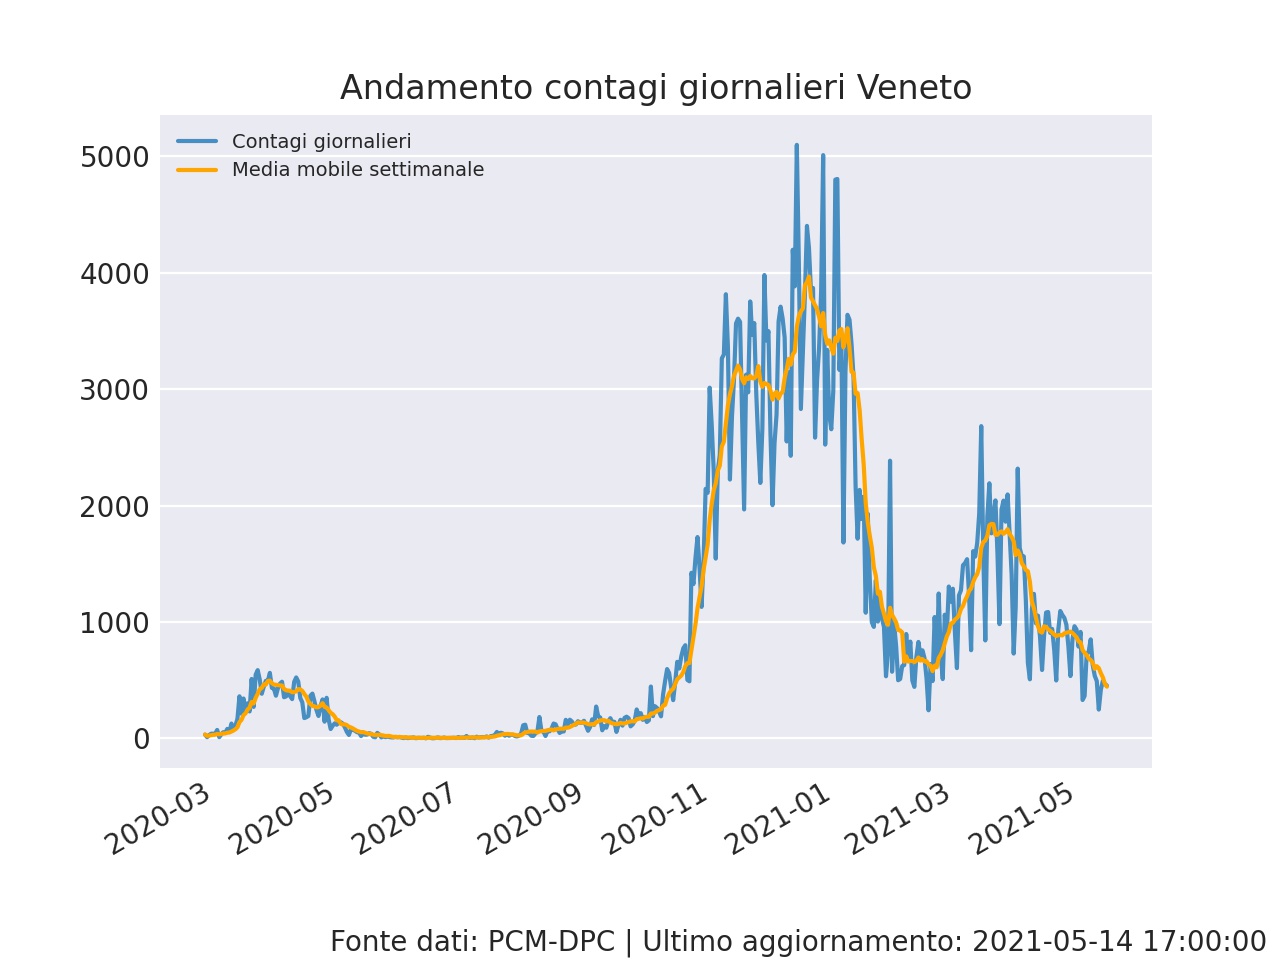 Andamento contagi giornalieri Veneto
Contagi giornalieri
Media mobile settimanale
5000
4000
3000
2000
1000
0
2020-03 2020-05 2020-07 2020-09 2020-11 2021-01 2021-03 2021-05
Fonte dati: PCM-DPC | Ultimo aggiornamento: 2021-05-14 17:00:00